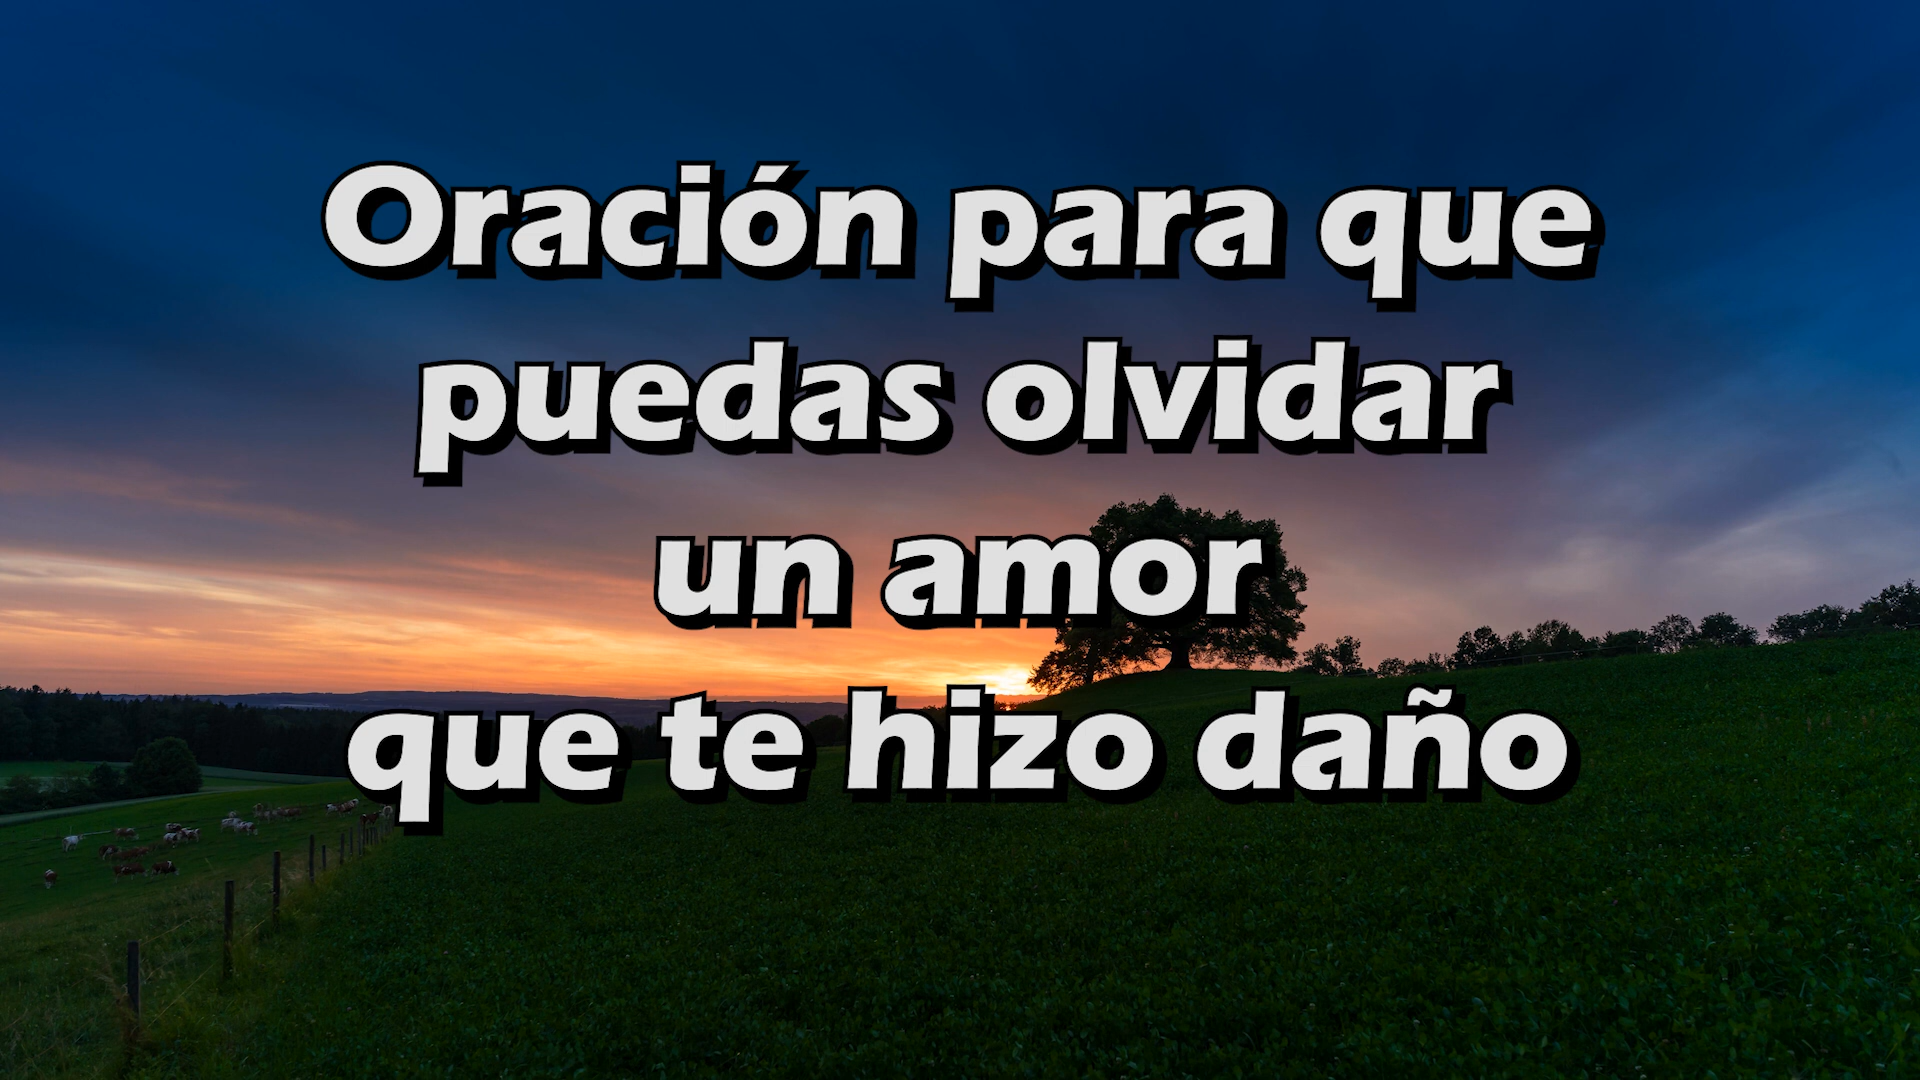 Oración para que
puedas olvidar
un amor
que te hizo daño